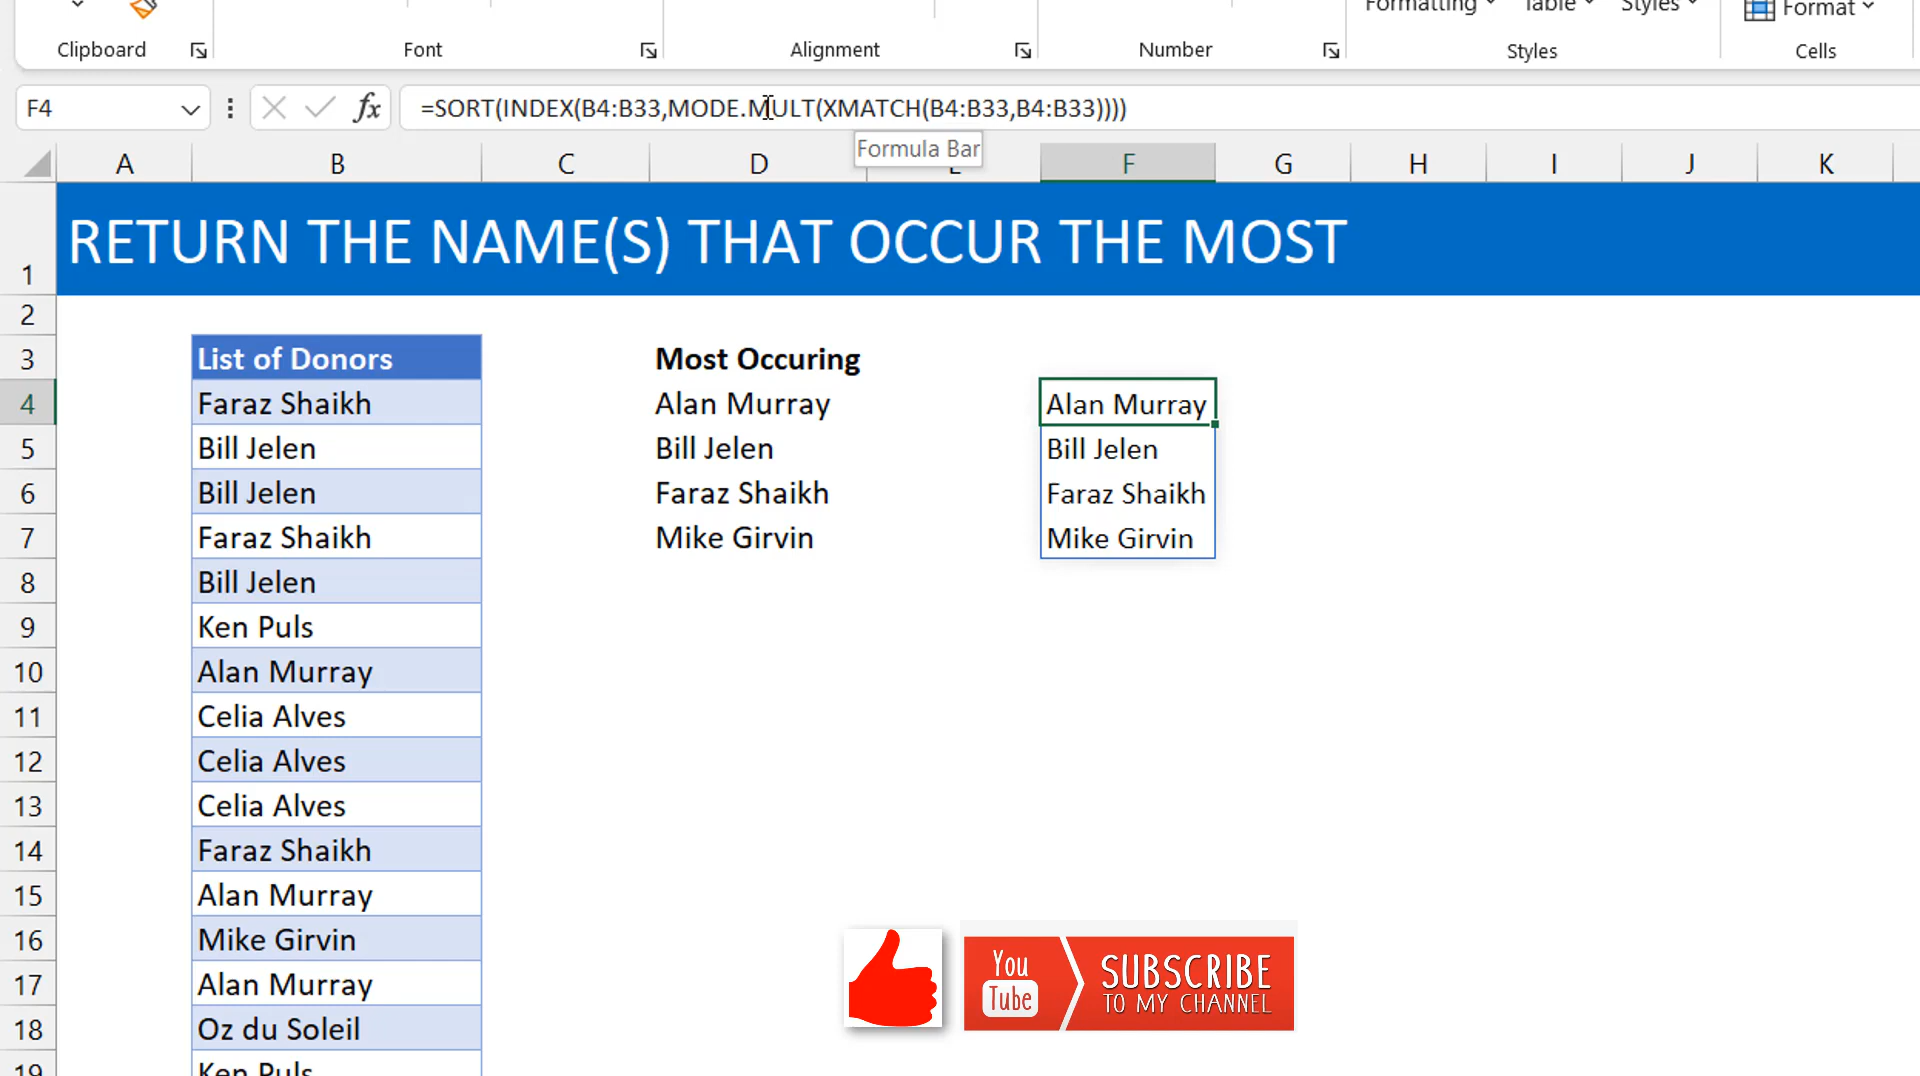 Formatting Table Styles Format
Clipboard Font Alignment Number Styles Cells
F4 fx =SORT(INDEX(B4:B33,MODE.MULT(XMATCH(B4:B33,B4:B33))))
Formula Bar
A B C D E F G H I J K
1 RETURN THE NAME(S) THAT OCCUR THE MOST
2
3 List of Donors Most Occuring
4 Faraz Shaikh Alan Murray Alan Murray
5 Bill Jelen Bill Jelen Bill Jelen
6 Bill Jelen Faraz Shaikh Faraz Shaikh
7 Faraz Shaikh Mike Girvin Mike Girvin
8 Bill Jelen
9 Ken Puls
10 Alan Murray
11 Celia Alves
12 Celia Alves
13 Celia Alves
14 Faraz Shaikh
15 Alan Murray
16 Mike Girvin
17 Alan Murray
18 Oz du Soleil
19 Ken Puls
You Tube
SUBSCRIBE
TO MY CHANNEL